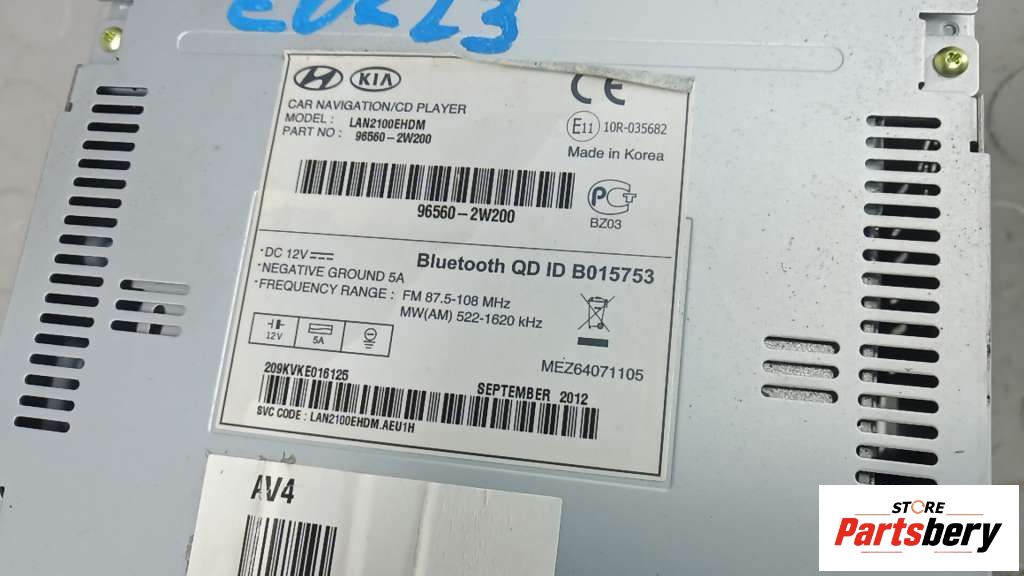 KIA
CAR NAVIGATION/CD PLAYER
MODEL : LAN2100EHDM
PART NO : 96560-2W200
CE
E11 10R-035682
Made in Korea
96560-2W200
BZ03
*DC 12V
*NEGATIVE GROUND 5A
*FREQUENCY RANGE : FM 87.5-108 MHz
MW(AM) 522-1620 kHz
Bluetooth QD ID B015753
12V
5A
MEZ64071105
209KVKE016125
SEPTEMBER 2012
SVC CODE : LAN2100EHDM.AEU1H
AV4
STORE
Partsbery